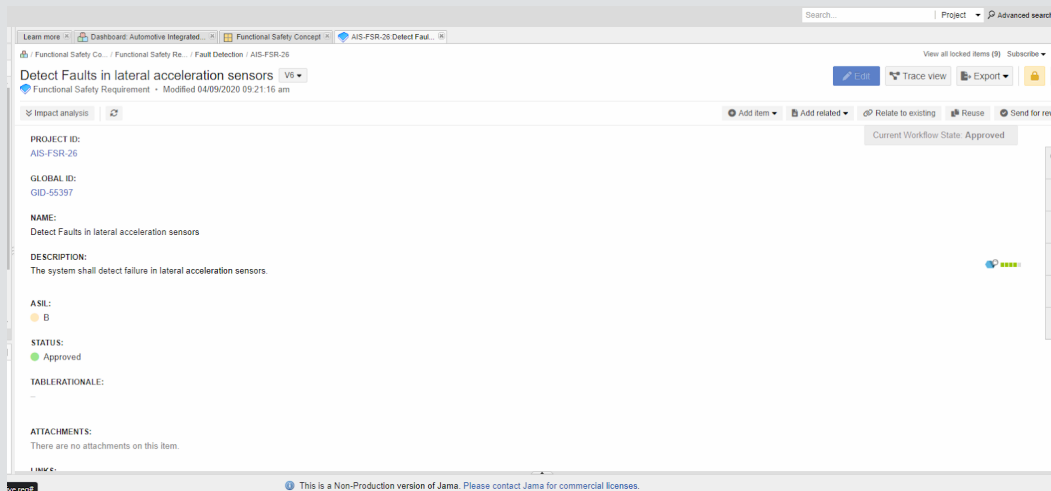 Search... Project Advanced search
Learn more Dashboard: Automotive Integrated... Functional Safety Concept AIS-FSR-26:Detect Faul...
/ Functional Safety Co... / Functional Safety Re... / Fault Detection / AIS-FSR-26 View all locked items (9) Subscribe
Detect Faults in lateral acceleration sensors V6 Edit Trace view Export
Functional Safety Requirement • Modified 04/09/2020 09:21:16 am
Impact analysis Add item Add related Relate to existing Reuse Send for rev
Current Workflow State: Approved
PROJECT ID:
AIS-FSR-26
GLOBAL ID:
GID-55397
NAME:
Detect Faults in lateral acceleration sensors
DESCRIPTION:
The system shall detect failure in lateral acceleration sensors.
ASIL:
B
STATUS:
Approved
TABLERATIONALE:
--
ATTACHMENTS:
There are no attachments on this item.
LINKS:
This is a Non-Production version of Jama. Please contact Jama for commercial licenses.